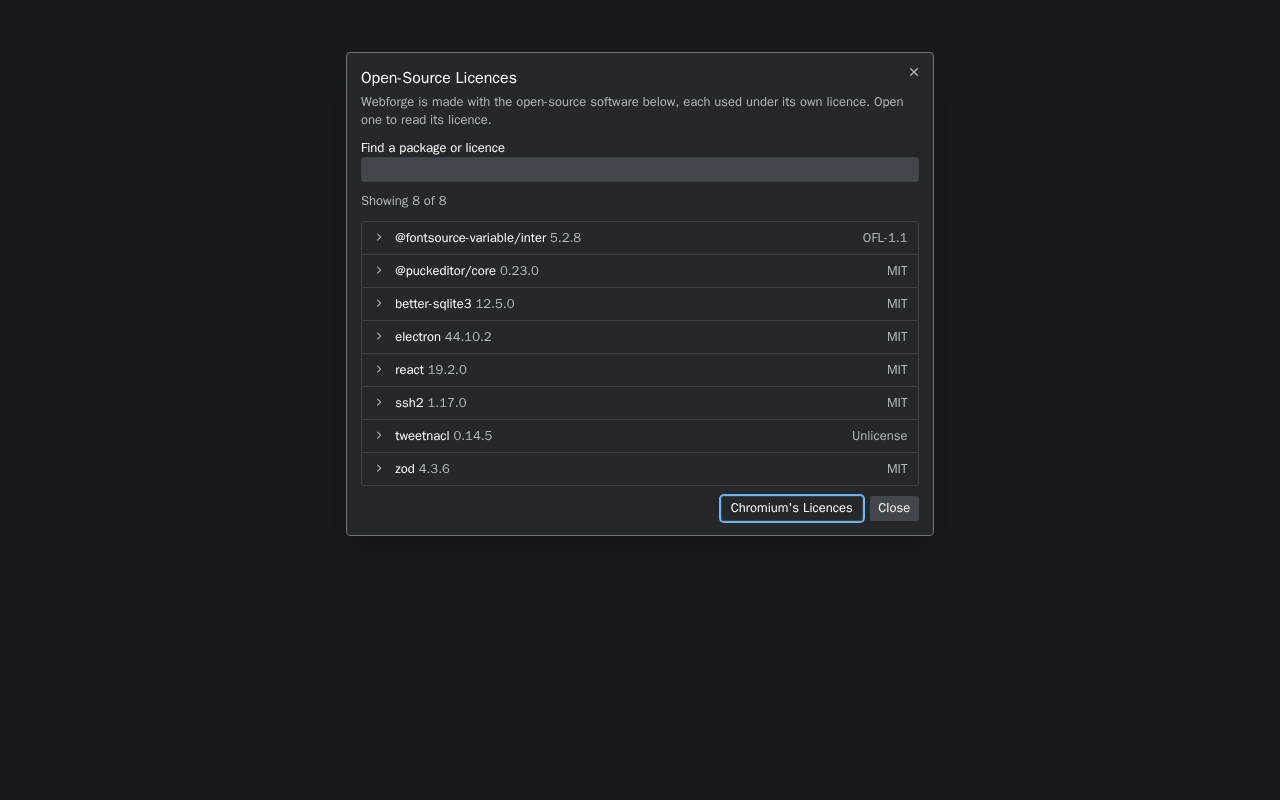 Open-Source Licences
Webforge is made with the open-source software below, each used under its own licence. Open
one to read its licence.
Find a package or licence
Showing 8 of 8
@fontsource-variable/inter 5.2.8 OFL-1.1
@puckeditor/core 0.23.0 MIT
better-sqlite3 12.5.0 MIT
electron 44.10.2 MIT
react 19.2.0 MIT
ssh2 1.17.0 MIT
tweetnacl 0.14.5 Unlicense
zod 4.3.6 MIT
Chromium's Licences Close